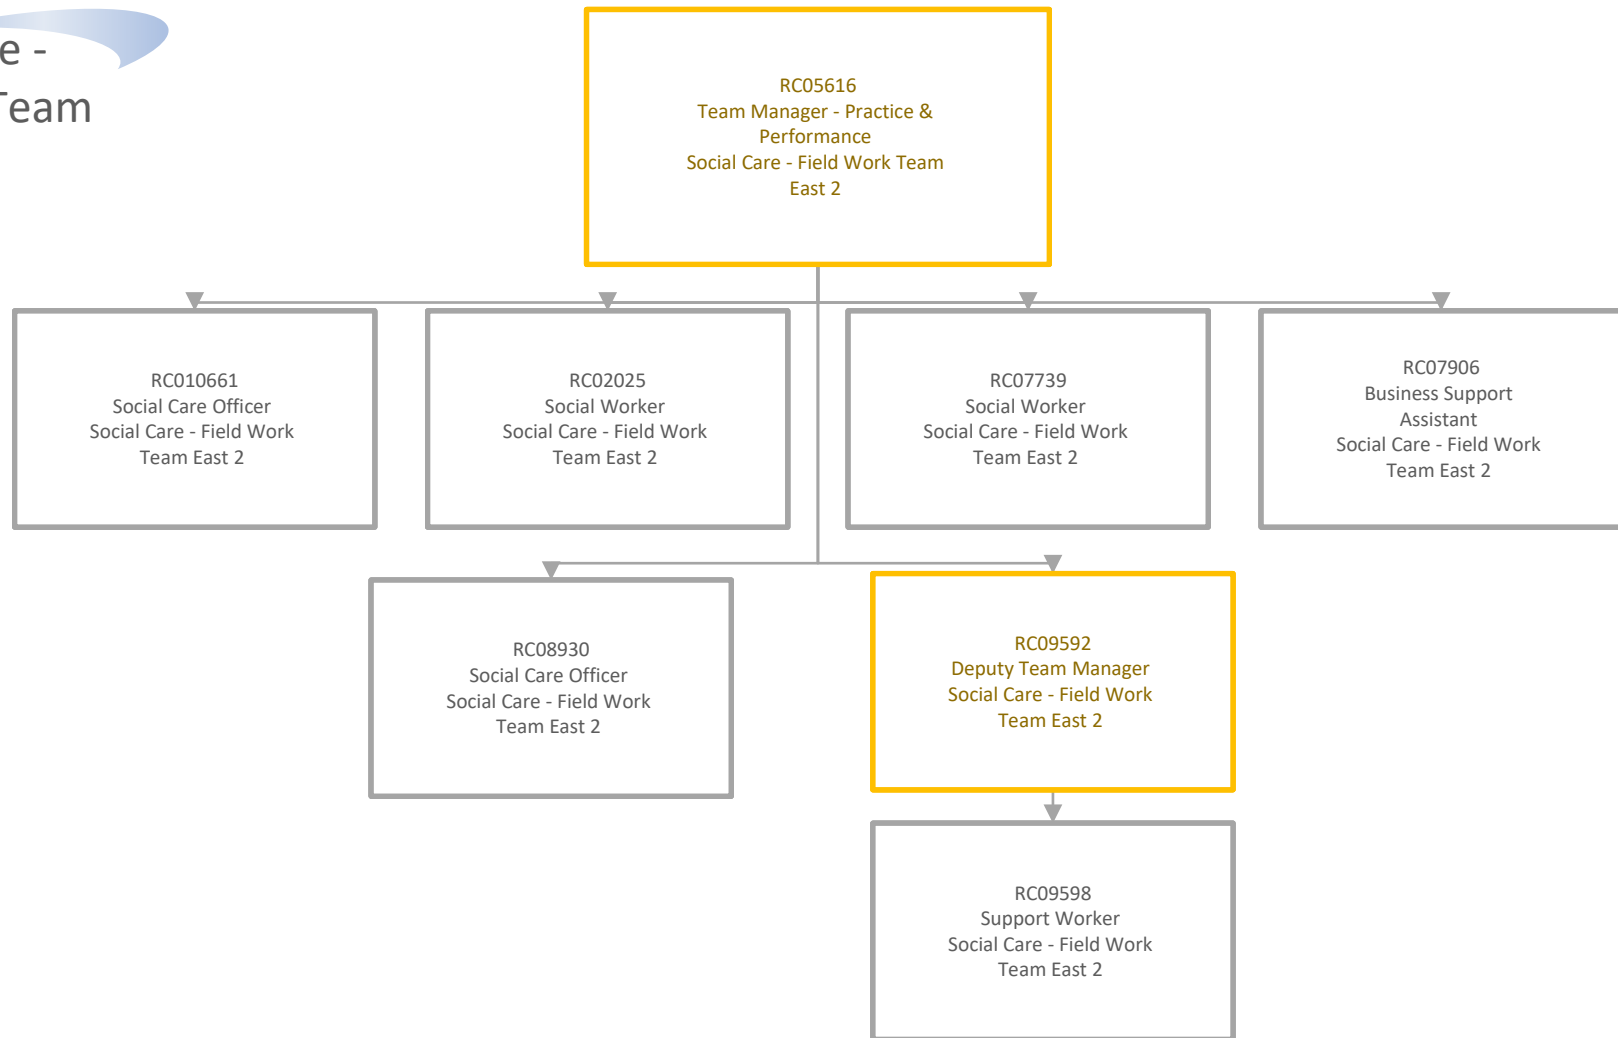 e -
Team
RC05616
Team Manager - Practice &
Performance
Social Care - Field Work Team
East 2
RC010661
Social Care Officer
Social Care - Field Work
Team East 2
RC02025
Social Worker
Social Care - Field Work
Team East 2
RC07739
Social Worker
Social Care - Field Work
Team East 2
RC07906
Business Support
Assistant
Social Care - Field Work
Team East 2
RC08930
Social Care Officer
Social Care - Field Work
Team East 2
RC09592
Deputy Team Manager
Social Care - Field Work
Team East 2
RC09598
Support Worker
Social Care - Field Work
Team East 2